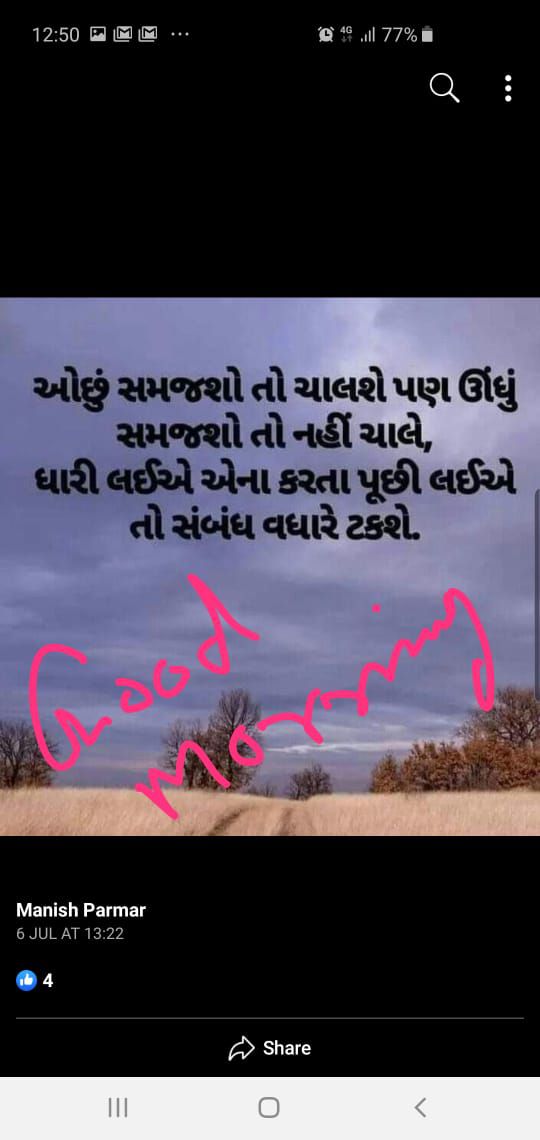 12:50
4G
77%
ઓછું સમજશો તો ચાલશે પણ ઊંધું
સમજશો તો નહીં ચાલે,
ધારી લઈએ એના કરતા પૂછી લઈએ
તો સંબંધ વધારે ટકશે.
Good
morning
Manish Parmar
6 JUL AT 13:22
4
Share